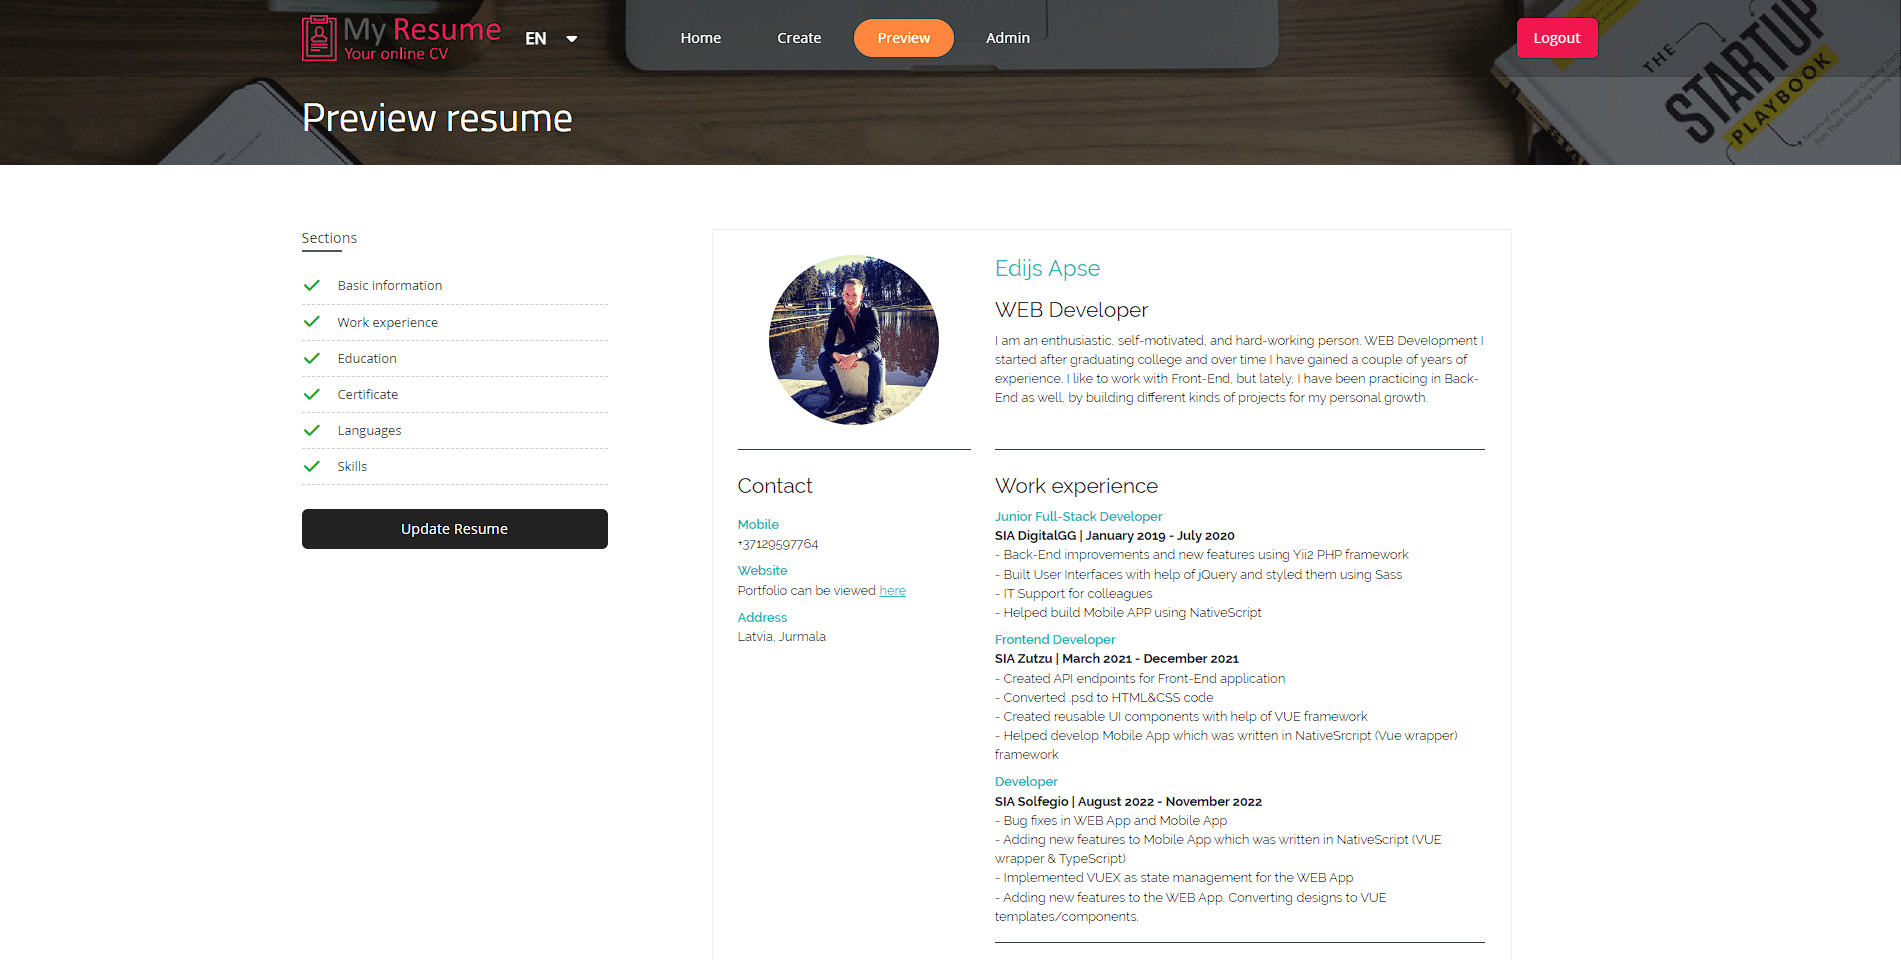 My Resume
Your online CV
EN
Home
Create
Preview
Admin
Logout
THE
STARTUP
PLAYBOOK
Preview resume
Sections
Basic information
Work experience
Education
Certificate
Languages
Skills
Update Resume
Edijs Apse
WEB Developer
I am an enthusiastic, self-motivated, and hard-working person. WEB Development I
started after graduating college and over time I have gained a couple of years of
experience. I like to work with Front-End, but lately, I have been practicing in Back-
End as well, by building different kinds of projects for my personal growth.
Contact
Mobile
+37129597764
Website
Portfolio can be viewed here
Address
Latvia, Jurmala
Work experience
Junior Full-Stack Developer
SIA DigitalGG | January 2019 - July 2020
- Back-End improvements and new features using Yii2 PHP framework
- Built User Interfaces with help of jQuery and styled them using Sass
- IT Support for colleagues
- Helped build Mobile APP using NativeScript
Frontend Developer
SIA Zutzu | March 2021 - December 2021
- Created API endpoints for Front-End application
- Converted .psd to HTML&CSS code
- Created reusable UI components with help of VUE framework
- Helped develop Mobile App which was written in NativeSrcript (Vue wrapper)
framework
Developer
SIA Solfegio | August 2022 - November 2022
- Bug fixes in WEB App and Mobile App
- Adding new features to Mobile App which was written in NativeScript (VUE
wrapper & TypeScript)
- Implemented VUEX as state management for the WEB App
- Adding new features to the WEB App. Converting designs to VUE
templates/components.